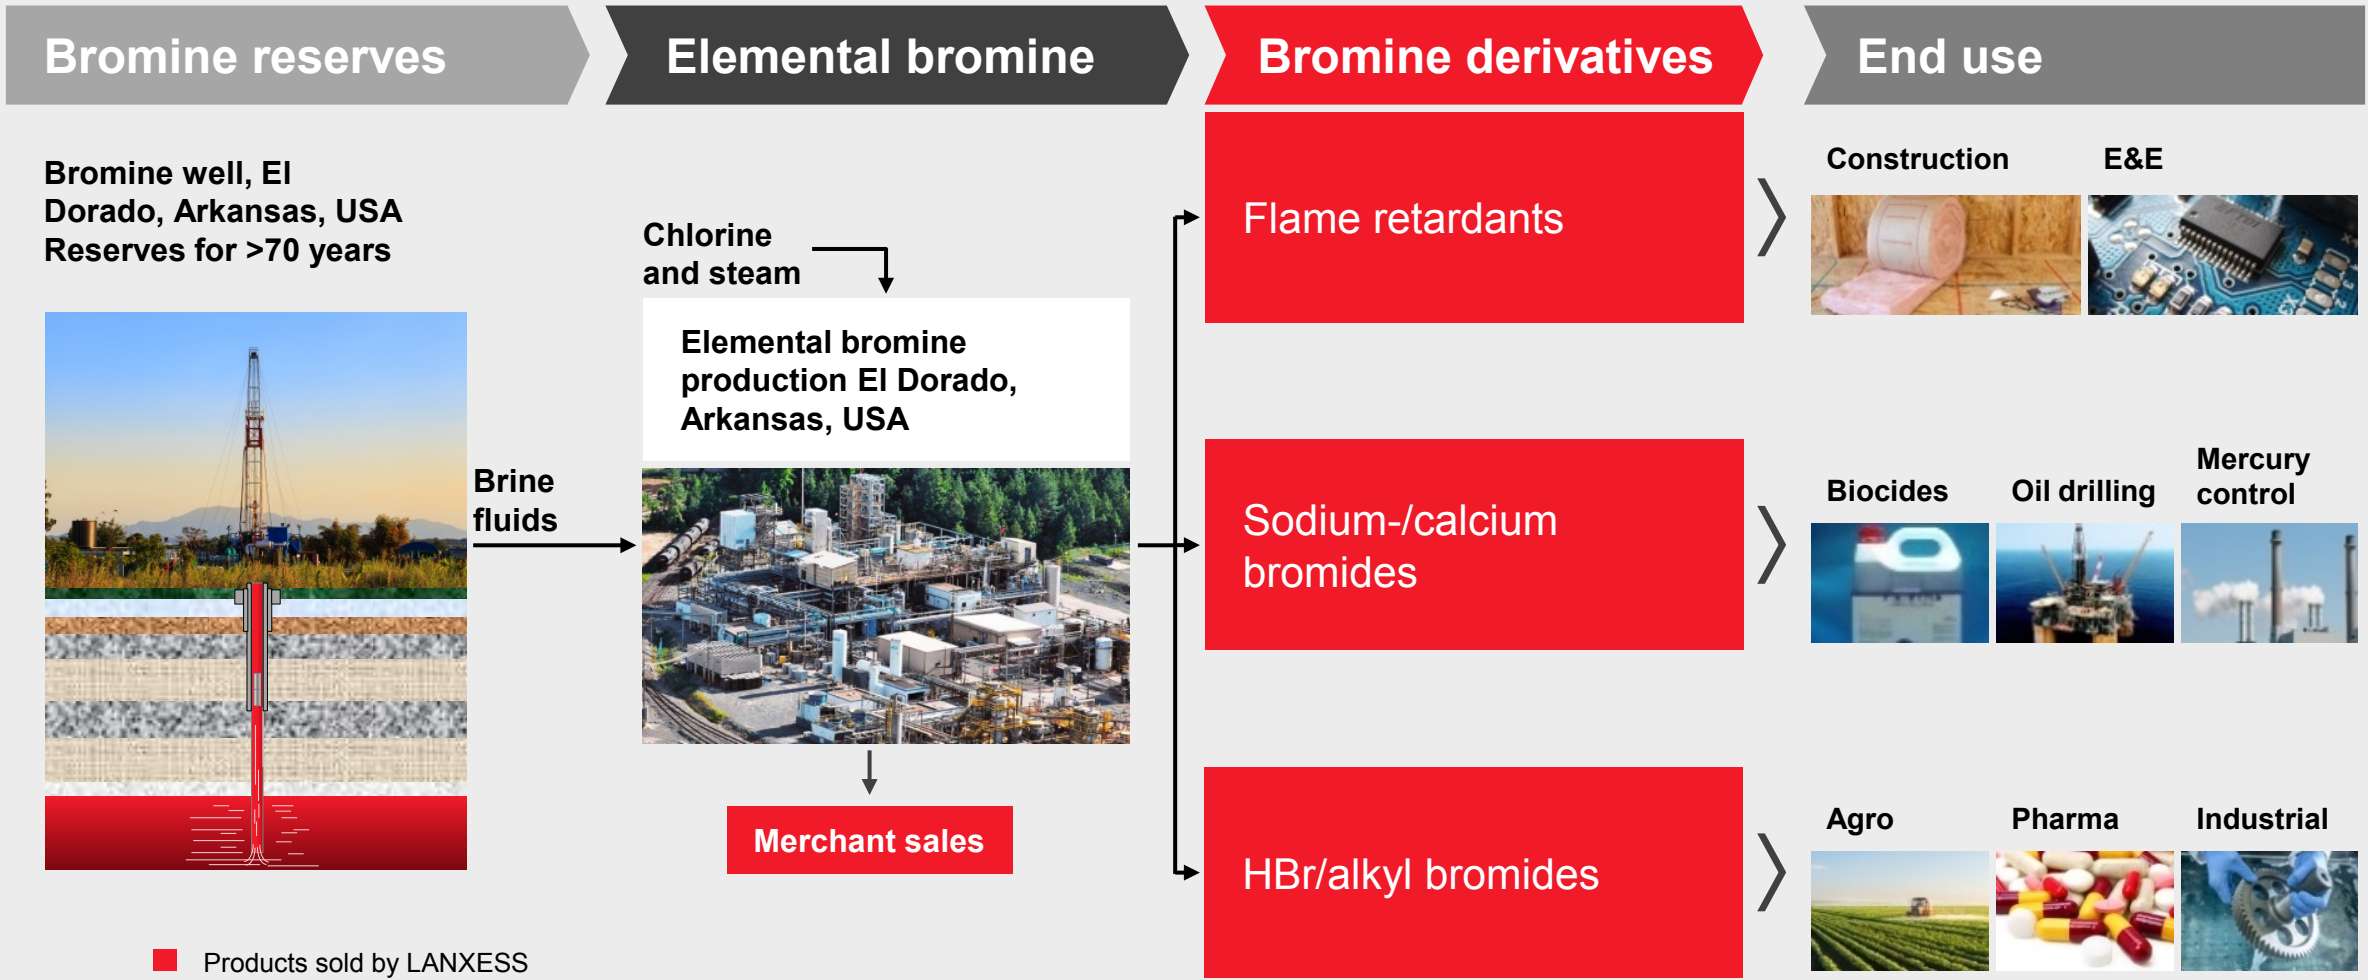 Bromine reserves
Elemental bromine
Bromine derivatives
End use
Bromine well, El
Dorado, Arkansas, USA
Reserves for >70 years
Brine
fluids
Chlorine
and steam
Elemental bromine
production El Dorado,
Arkansas, USA
Merchant sales
Flame retardants
Construction
E&E
Sodium-/calcium
bromides
Biocides
Oil drilling
Mercury
control
HBr/alkyl bromides
Agro
Pharma
Industrial
Products sold by LANXESS